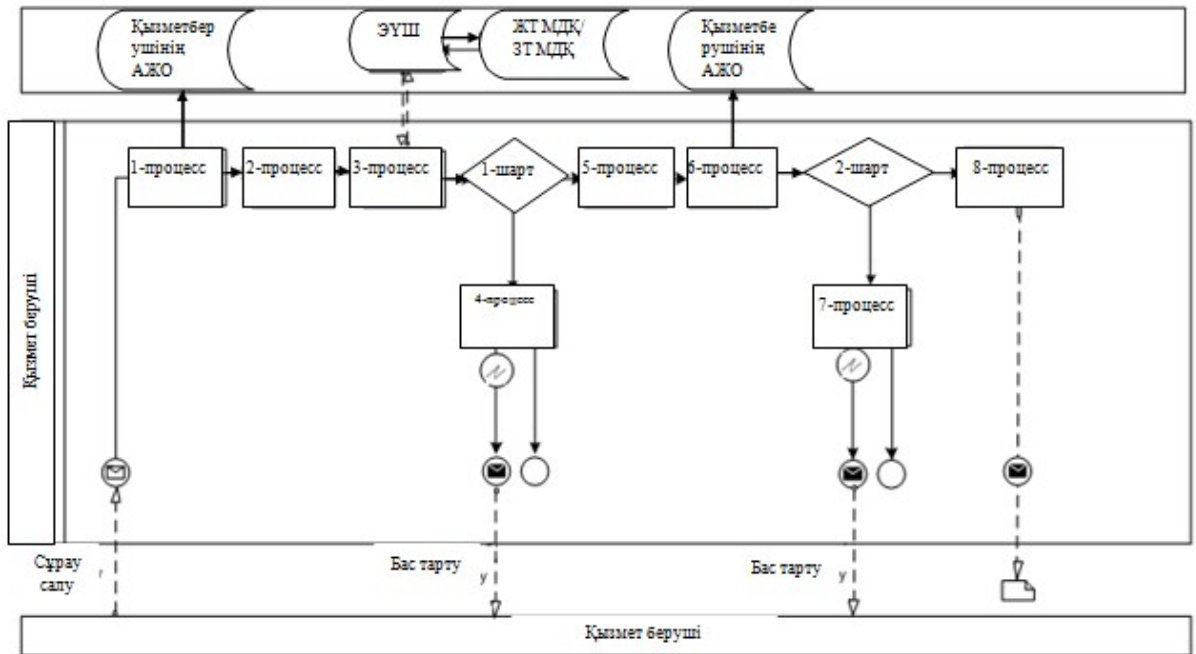 Қызметбер
ушінің
АЖО
ЭҮШ
ЖТ МДҚ/
ЗТ МДҚ
Қызметбе
рушінің
АЖО
Қызмет беруші
1-процесс
2-процесс
3-процесс
1-шарт
5-процесс
6-процесс
2-шарт
8-процесс
4-процесс
7-процесс
Сұрау
салу
Бас тарту
у
Бас тарту
у
Қызмет беруші